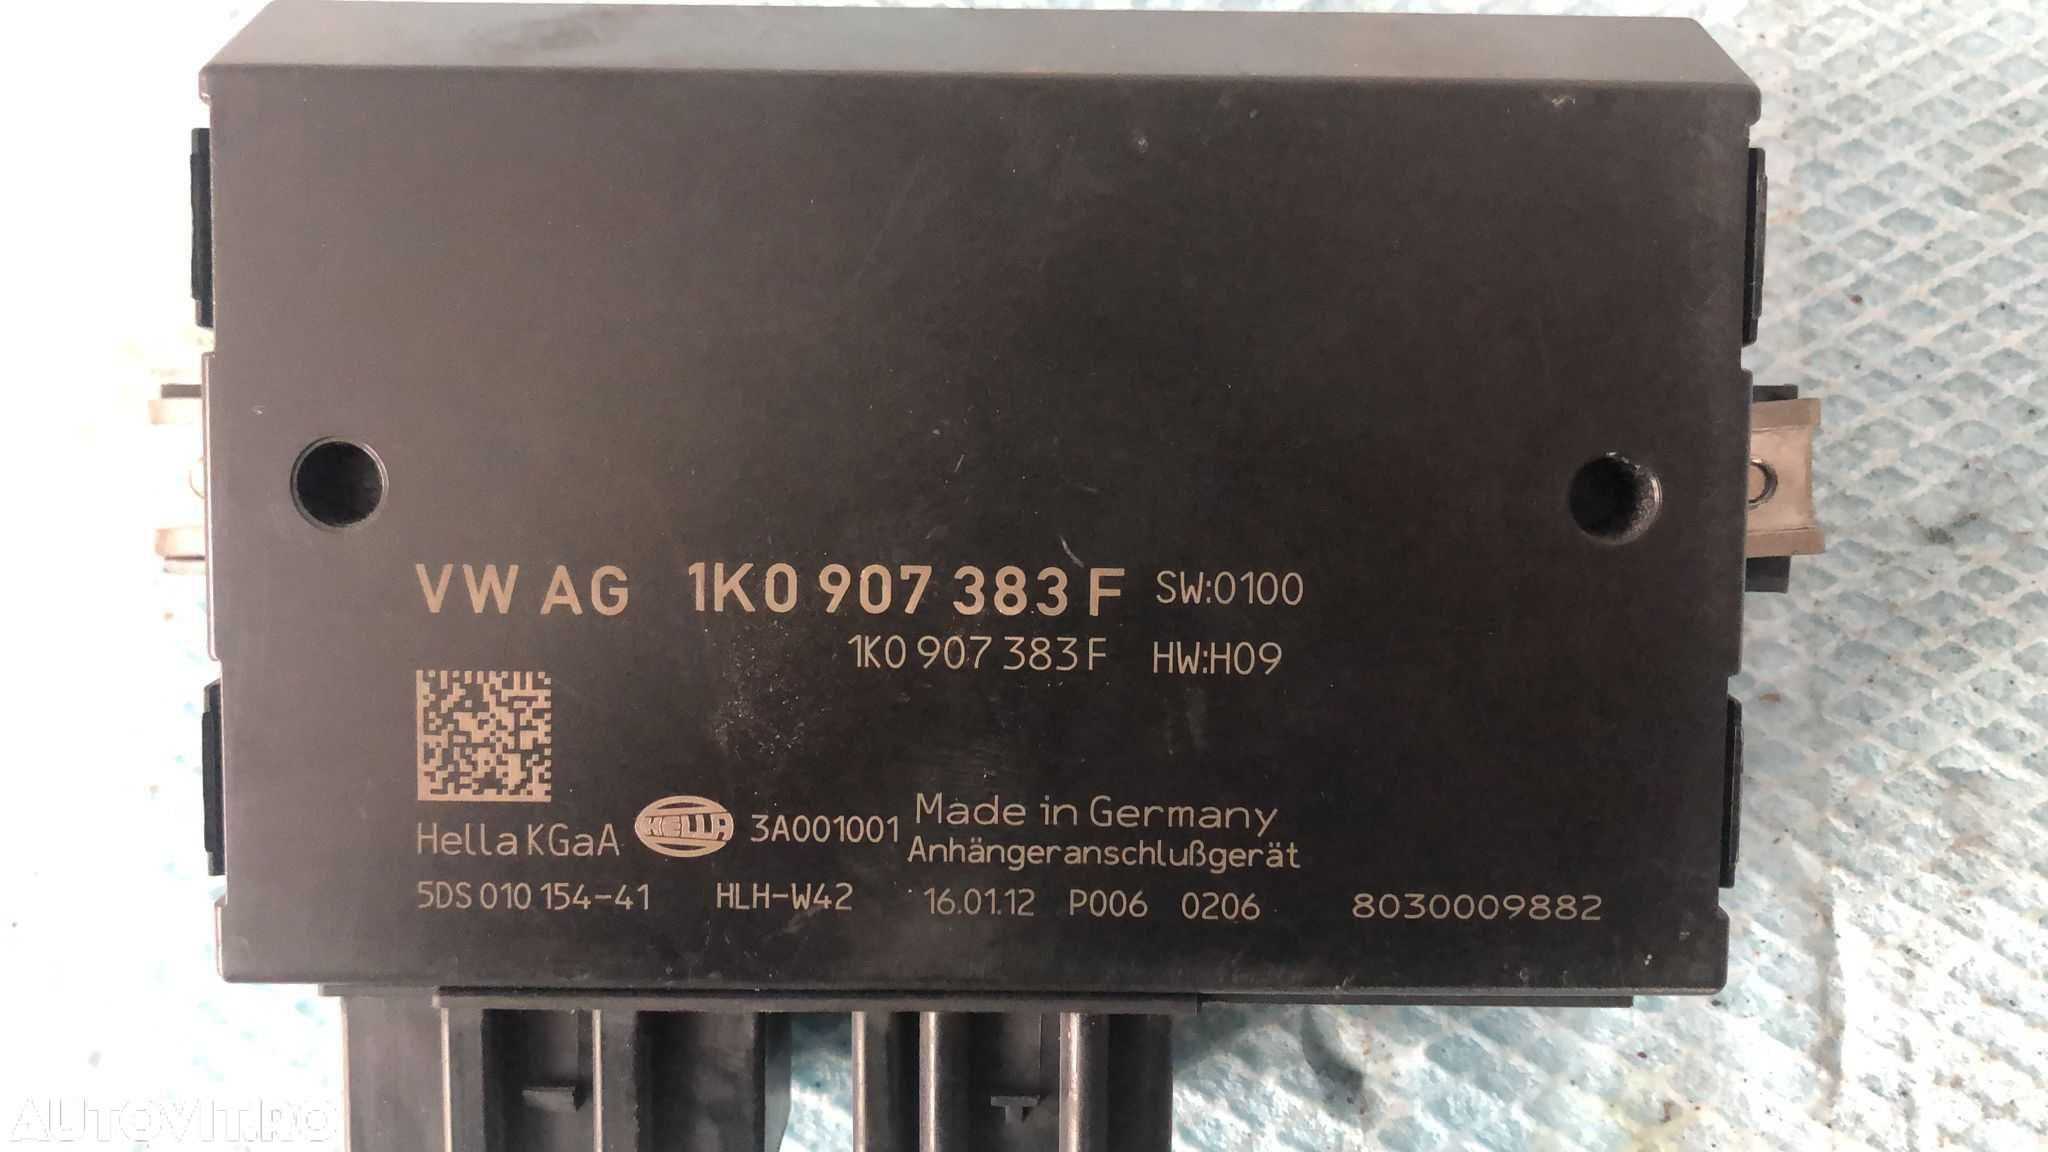 VW AG 1K0 907 383 F SW:0100
1K0 907 383 F HW:H09
Hella KGaA HELLA 3A001001 Made in Germany
Anhängeranschlußgerät
5DS 010 154-41 HLH-W42 16.01.12 P006 0206 8030009882
AUTOVIT.RO